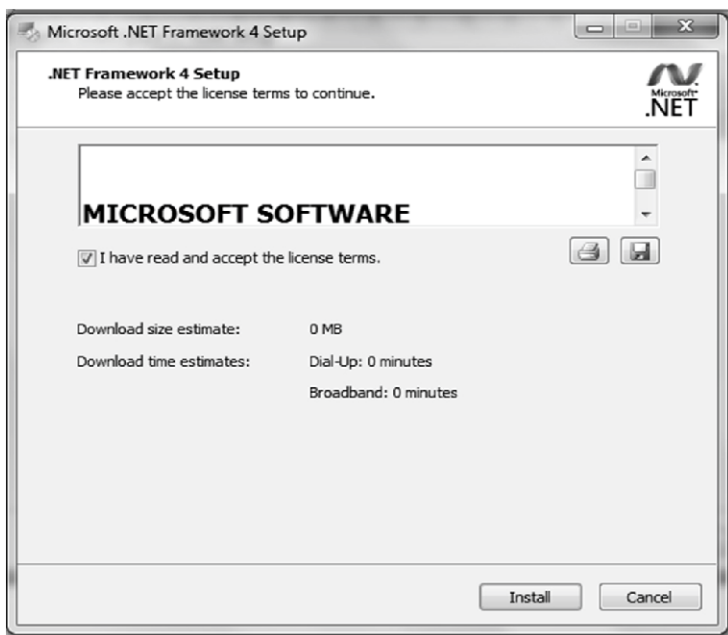 Microsoft .NET Framework 4 Setup
.NET Framework 4 Setup
Please accept the license terms to continue.
Microsoft
.NET
MICROSOFT SOFTWARE
I have read and accept the license terms.
Download size estimate: 0 MB
Download time estimates: Dial-Up: 0 minutes
Broadband: 0 minutes
Install Cancel